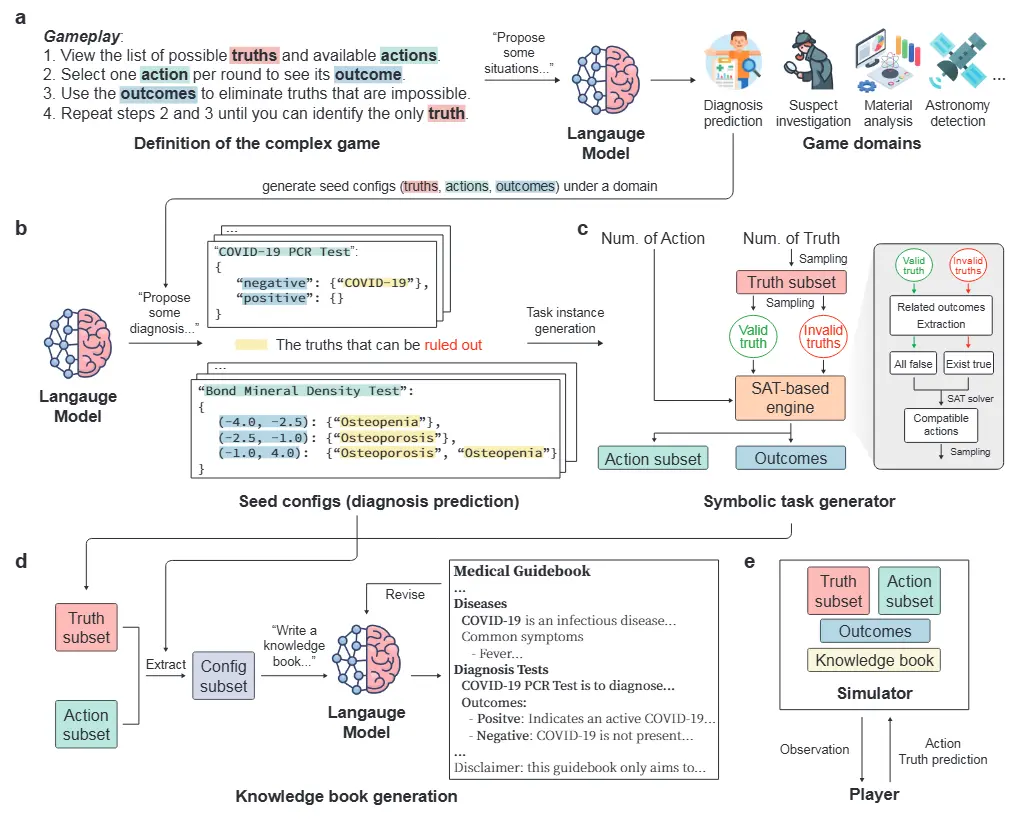 a
Gameplay:
1. View the list of possible truths and available actions.
2. Select one action per round to see its outcome.
3. Use the outcomes to eliminate truths that are impossible.
4. Repeat steps 2 and 3 until you can identify the only truth.
Definition of the complex game
“Propose
some
situations...”
Langauge
Model
Diagnosis
prediction
Suspect
investigation
Material
analysis
Astronomy
detection
...
Game domains
generate seed configs (truths, actions, outcomes) under a domain
b
Langauge
Model
“Propose
some
diagnosis...”
...
“COVID-19 PCR Test”:
{
“negative”: {“COVID-19”},
“positive”: {}
}
The truths that can be ruled out
...
“Bond Mineral Density Test”:
{
(-4.0, -2.5): {“Osteopenia”},
(-2.5, -1.0): {“Osteoporosis”},
(-1.0, 4.0): {“Osteoporosis”, “Osteopenia”}
}
Seed configs (diagnosis prediction)
Task instance
generation
c
Num. of Action
Num. of Truth
Sampling
Truth subset
Sampling
Valid
truth
Invalid
truths
SAT-based
engine
Action subset
Outcomes
Symbolic task generator
Valid
truth
Invalid
truths
Related outcomes
Extraction
All false
Exist true
SAT solver
Compatible
actions
Sampling
d
Truth
subset
Action
subset
Extract
Config
subset
“Write a
knowledge
book...”
Langauge
Model
Revise
Medical Guidebook
...
Diseases
COVID-19 is an infectious disease...
Common symptoms
- Fever...
Diagnosis Tests
COVID-19 PCR Test is to diagnose...
Outcomes:
- Positve: Indicates an active COVID-19...
- Negative: COVID-19 is not present...
...
Disclaimer: this guidebook only aims to...
Knowledge book generation
e
Truth
subset
Action
subset
Outcomes
Knowledge book
Simulator
Observation
Action
Truth prediction
Player